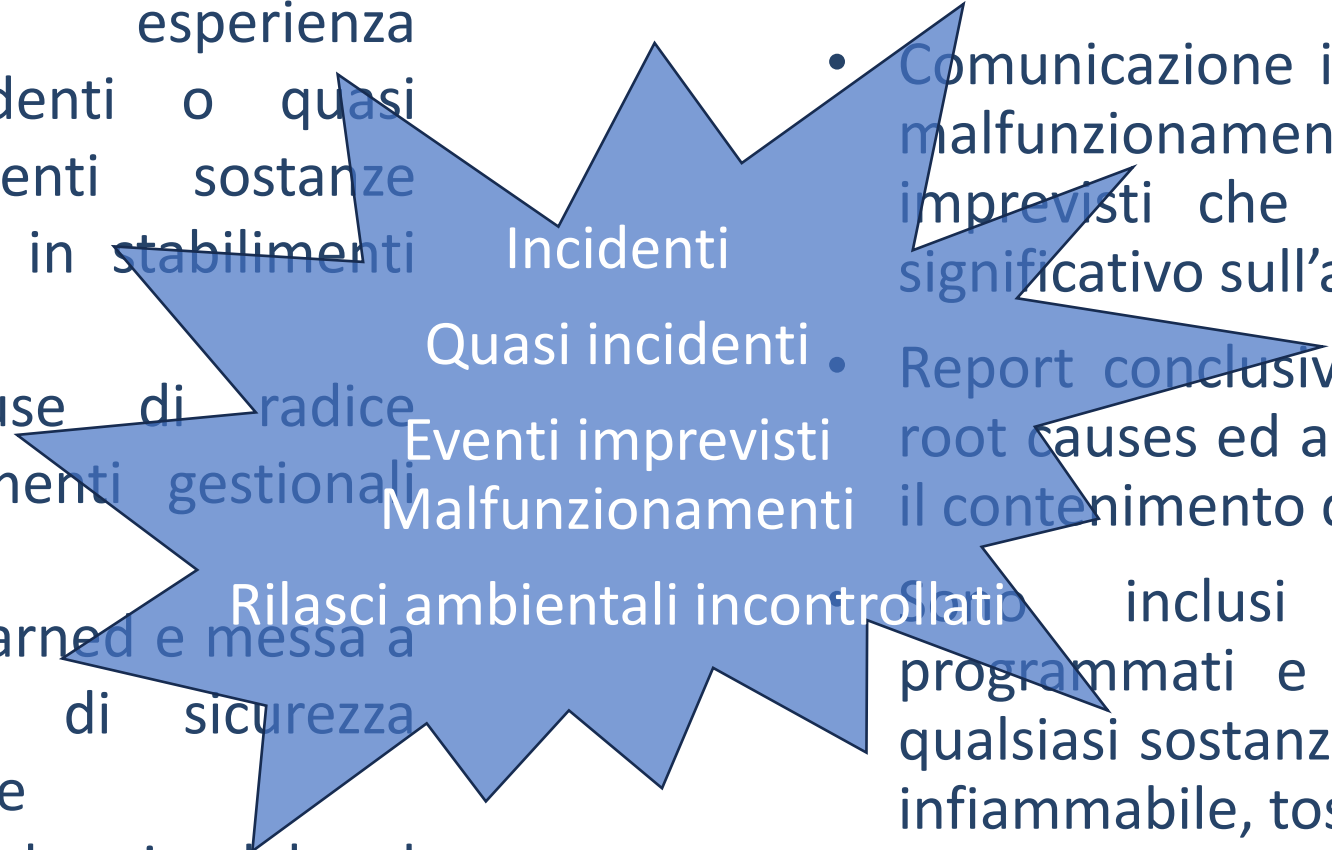 esperienza
denti o quasi
enti sostanze
in stabilimenti
use di radice
menti gestionali
arned e messa a
di sicurezza
e
Incidenti
Quasi incidenti
Eventi imprevisti
Malfunzionamenti
Rilasci ambientali incontrollati
• Comunicazione i
malfunzionamen
imprevisti che
significativo sull’a
• Report conclusiv
root causes ed a
il contenimento
• Sono inclusi
programmati e
qualsiasi sostanz
infiammabile, tos